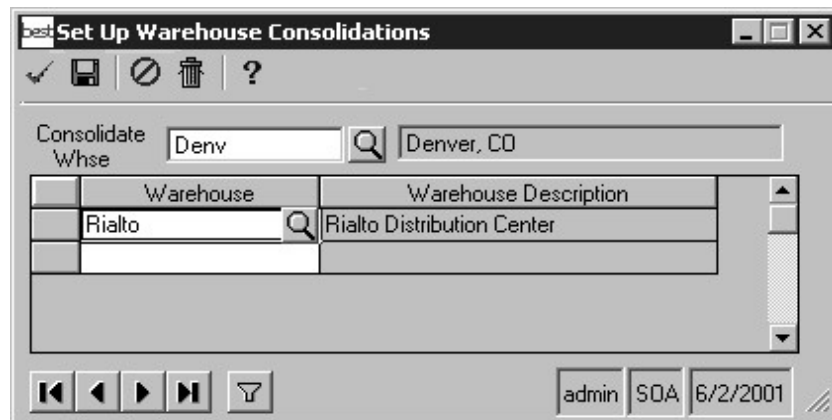 best Set Up Warehouse Consolidations
?
Consolidate Whse Denv Denver, CO
Warehouse Warehouse Description
Rialto Rialto Distribution Center
admin SOA 6/2/2001